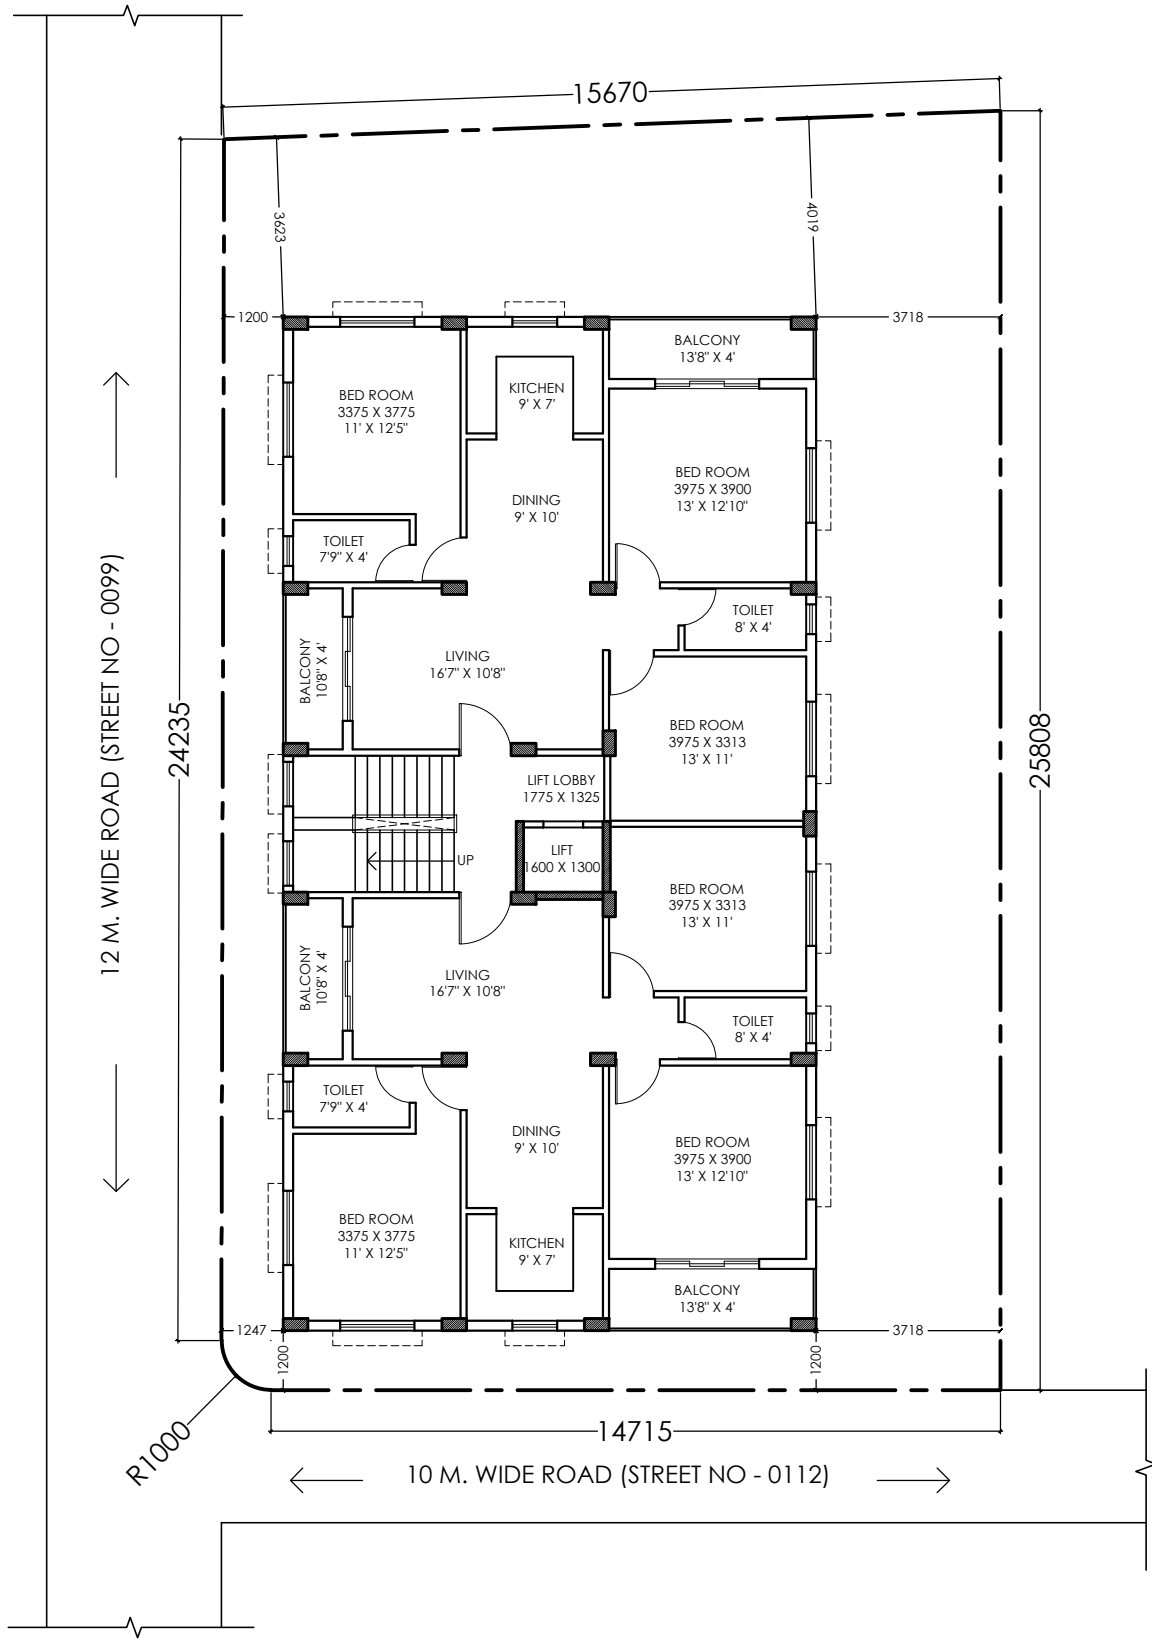 15670
3623
4019
1200
3718
BALCONY
13'8" X 4'
BED ROOM
3375 X 3775
11' X 12'5"
KITCHEN
9' X 7'
BED ROOM
3975 X 3900
13' X 12'10"
DINING
9' X 10'
TOILET
7'9" X 4'
TOILET
8' X 4'
BALCONY
10'8" X 4'
LIVING
16'7" X 10'8"
BED ROOM
3975 X 3313
13' X 11'
12 M. WIDE ROAD (STREET NO - 0099)
24235
25808
LIFT LOBBY
1775 X 1325
LIFT
1600 X 1300
UP
BED ROOM
3975 X 3313
13' X 11'
BALCONY
10'8" X 4'
LIVING
16'7" X 10'8"
TOILET
8' X 4'
TOILET
7'9" X 4'
DINING
9' X 10'
BED ROOM
3975 X 3900
13' X 12'10"
BED ROOM
3375 X 3775
11' X 12'5"
KITCHEN
9' X 7'
BALCONY
13'8" X 4'
1247
3718
1200
1200
R1000
14715
10 M. WIDE ROAD (STREET NO - 0112)